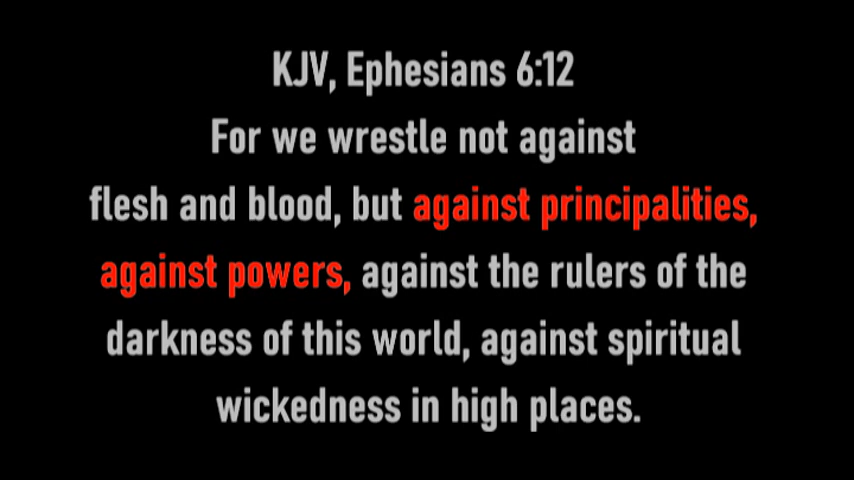 KJV, Ephesians 6:12
For we wrestle not against
flesh and blood, but against principalities,
against powers, against the rulers of the
darkness of this world, against spiritual
wickedness in high places.